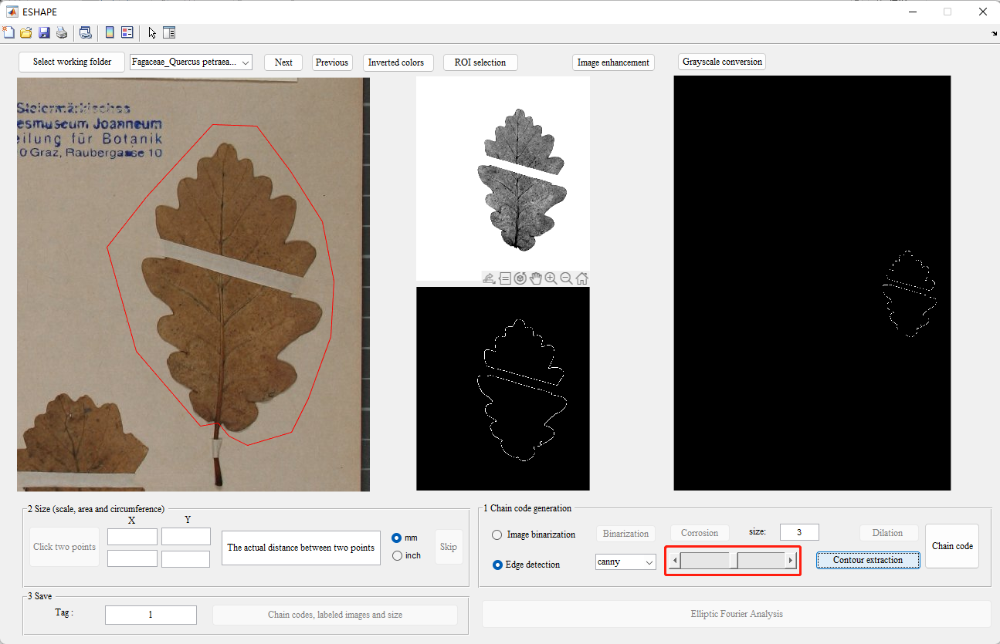 ESHAPE
Select working folder
Fagaceae_Quercus petraea...
Next
Previous
Inverted colors
ROI selection
Image enhancement
Grayscale conversion
Steiermärkisches
esmuseum Joanneum
eilung für Botanik
0 Graz, Raubergasse 10
2 Size (scale, area and circumference)
X
Y
Click two points
The actual distance between two points
mm
inch
Skip
1 Chain code generation
Image binarization
Binarization
Corrosion
size:
3
Dilation
Chain code
Edge detection
canny
Contour extraction
3 Save
Tag :
1
Chain codes, labeled images and size
Elliptic Fourier Analysis